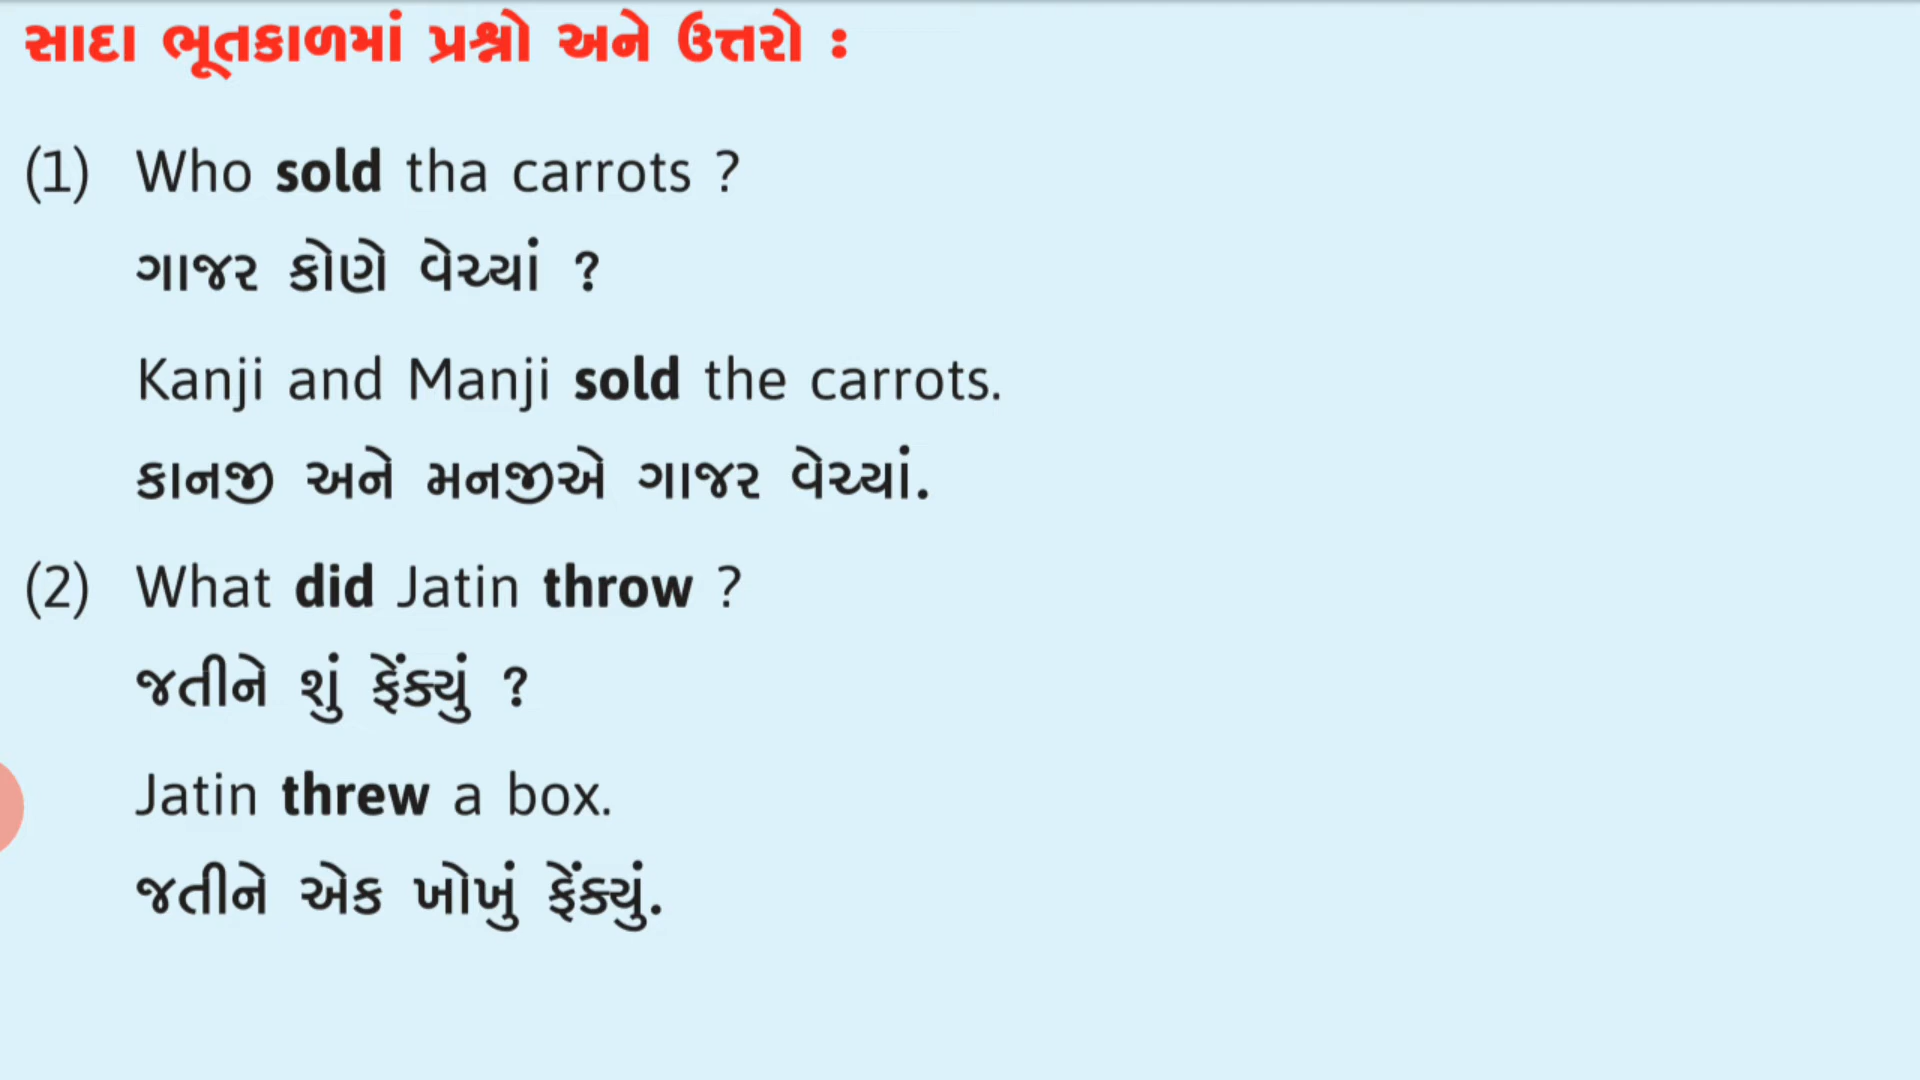 સાદા ભૂતકાળમાં પ્રશ્નો અને ઉત્તરો :
(1) Who sold tha carrots ?
ગાજર કોણે વેચ્યાં ?
Kanji and Manji sold the carrots.
કાનજી અને મનજીએ ગાજર વેચ્યાં.
(2) What did Jatin throw ?
જતીને શું ફેંક્યું ?
Jatin threw a box.
જતીને એક ખોખું ફેંક્યું.